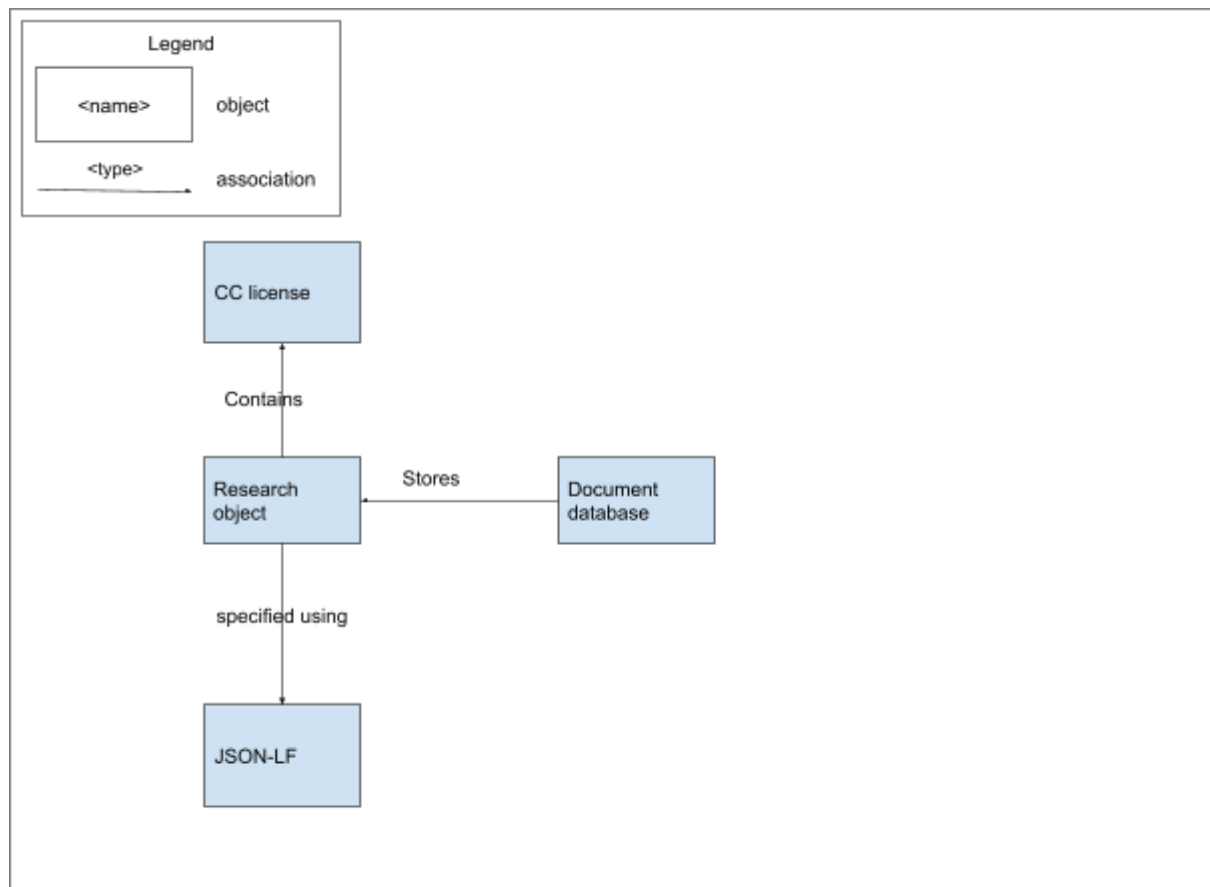 Legend
<name>
object
<type>
association
CC license
Contains
Research
object
Stores
Document
database
specified using
JSON-LF